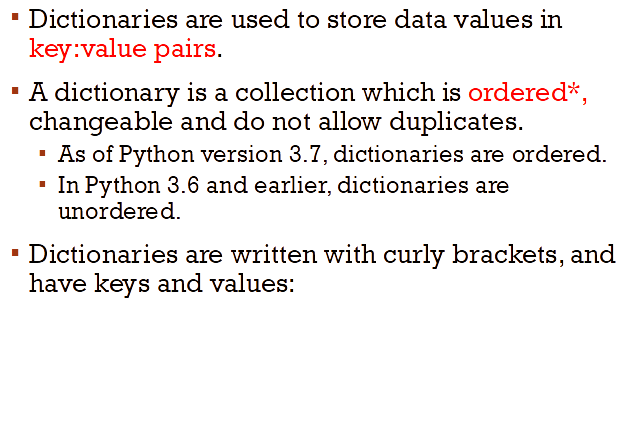 ▪ Dictionaries are used to store data values in
key:value pairs.
▪ A dictionary is a collection which is ordered*,
changeable and do not allow duplicates.
▪ As of Python version 3.7, dictionaries are ordered.
▪ In Python 3.6 and earlier, dictionaries are
unordered.
▪ Dictionaries are written with curly brackets, and
have keys and values: